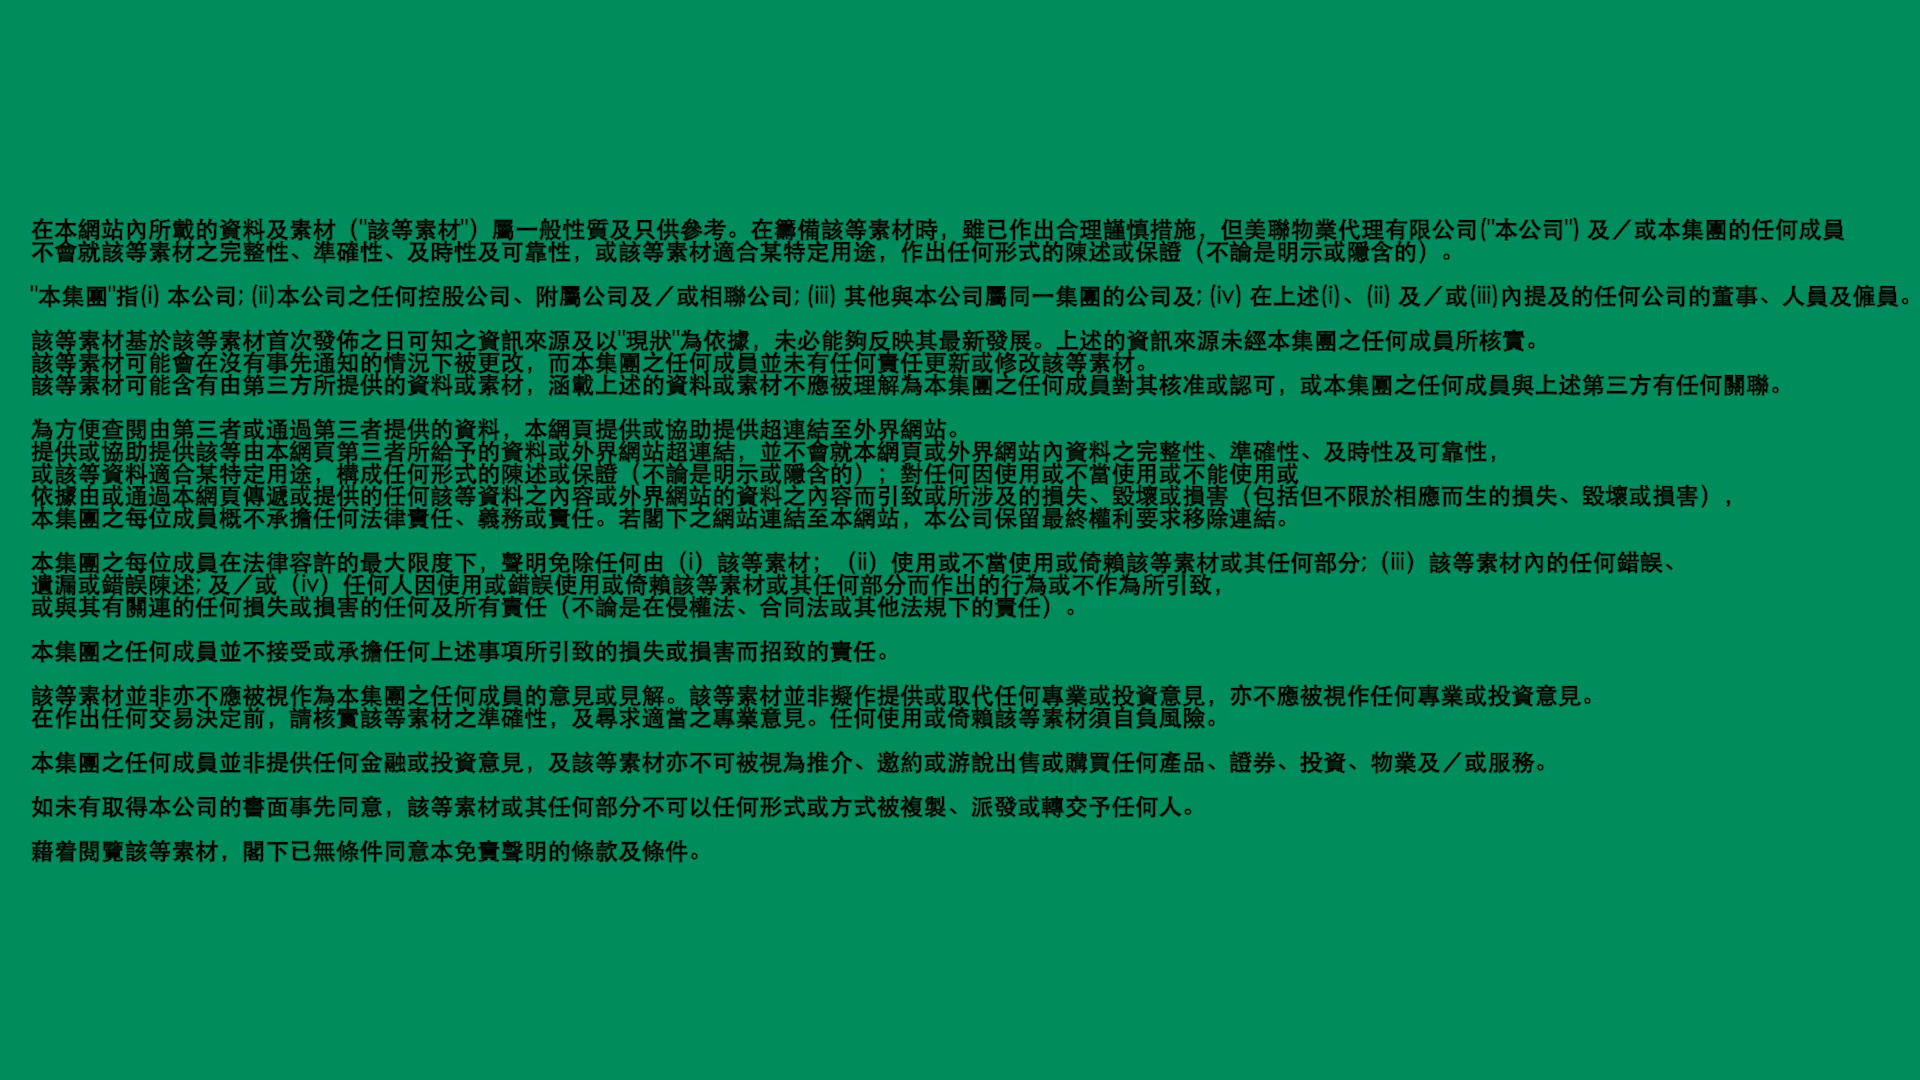 在本網站內所戴的資料及素材（"該等素材"）屬一般性質及只供參考。在籌備該等素材時，雖已作出合理謹慎措施，但美聯物業代理有限公司("本公司") 及／或本集團的任何成員
不會就該等素材之完整性、準確性、及時性及可靠性，或該等素材適合某特定用途，作出任何形式的陳述或保證（不論是明示或隱含的）。
"本集團"指(i) 本公司; (ii)本公司之任何控股公司、附屬公司及／或相聯公司; (iii) 其他與本公司屬同一集團的公司及; (iv) 在上述(i)、(ii) 及／或(iii)內提及的任何公司的董事、人員及僱員。
該等素材基於該等素材首次發佈之日可知之資訊來源及以"現狀"為依據，未必能夠反映其最新發展。上述的資訊來源未經本集團之任何成員所核實。
該等素材可能會在沒有事先通知的情況下被更改，而本集團之任何成員並未有任何責任更新或修改該等素材。
該等素材可能含有由第三方所提供的資料或素材，涵載上述的資料或素材不應被理解為本集團之任何成員對其核准或認可，或本集團之任何成員與上述第三方有任何關聯。
為方便查閱由第三者或通過第三者提供的資料，本網頁提供或協助提供超連結至外界網站。
提供或協助提供該等由本網頁第三者所給予的資料或外界網站超連結，並不會就本網頁或外界網站內資料之完整性、準確性、及時性及可靠性，
或該等資料適合某特定用途，構成任何形式的陳述或保證（不論是明示或隱含的）；對任何因使用或不當使用或不能使用或
依據由或通過本網頁傳遞或提供的任何該等資料之內容或外界網站的資料之內容而引致或所涉及的損失、毀壞或損害（包括但不限於相應而生的損失、毀壞或損害），
本集團之每位成員概不承擔任何法律責任、義務或責任。若閣下之網站連結至本網站，本公司保留最終權利要求移除連結。
本集團之每位成員在法律容許的最大限度下，聲明免除任何由（i）該等素材；（ii）使用或不當使用或倚賴該等素材或其任何部分;（iii）該等素材內的任何錯誤、
遺漏或錯誤陳述; 及／或（iv）任何人因使用或錯誤使用或倚賴該等素材或其任何部分而作出的行為或不作為所引致，
或與其有關連的任何損失或損害的任何及所有責任（不論是在侵權法、合同法或其他法規下的責任）。
本集團之任何成員並不接受或承擔任何上述事項所引致的損失或損害而招致的責任。
該等素材並非亦不應被視作為本集團之任何成員的意見或見解。該等素材並非擬作提供或取代任何專業或投資意見，亦不應被視作任何專業或投資意見。
在作出任何交易決定前，請核實該等素材之準確性，及尋求適當之專業意見。任何使用或倚賴該等素材須自負風險。
本集團之任何成員並非提供任何金融或投資意見，及該等素材亦不可被視為推介、邀約或游說出售或購買任何產品、證券、投資、物業及／或服務。
如未有取得本公司的書面事先同意，該等素材或其任何部分不可以任何形式或方式被複製、派發或轉交予任何人。
藉着閱覽該等素材，閣下已無條件同意本免責聲明的條款及條件。